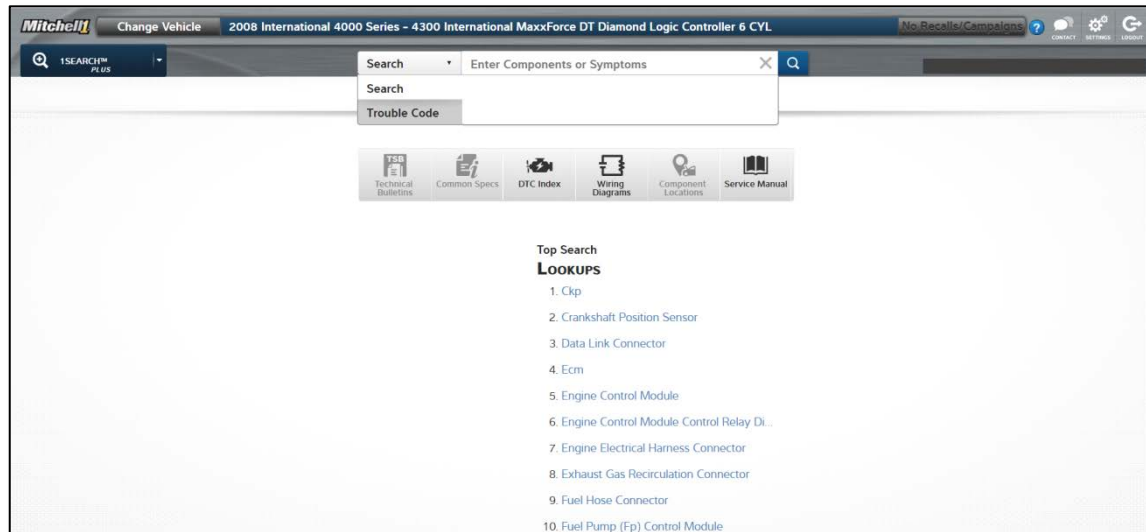 Mitchell1 Change Vehicle 2008 International 4000 Series - 4300 International MaxxForce DT Diamond Logic Controller 6 CYL No Recalls/Campaigns ? CONTACT SETTINGS LOGOUT
1SEARCH™ PLUS Search Enter Components or Symptoms
Search
Trouble Code
TSB
Technical Bulletins Common Specs DTC Index Wiring Diagrams Component Locations Service Manual
Top Search
LOOKUPS
1. Ckp
2. Crankshaft Position Sensor
3. Data Link Connector
4. Ecm
5. Engine Control Module
6. Engine Control Module Control Relay Di...
7. Engine Electrical Harness Connector
8. Exhaust Gas Recirculation Connector
9. Fuel Hose Connector
10. Fuel Pump (Fp) Control Module